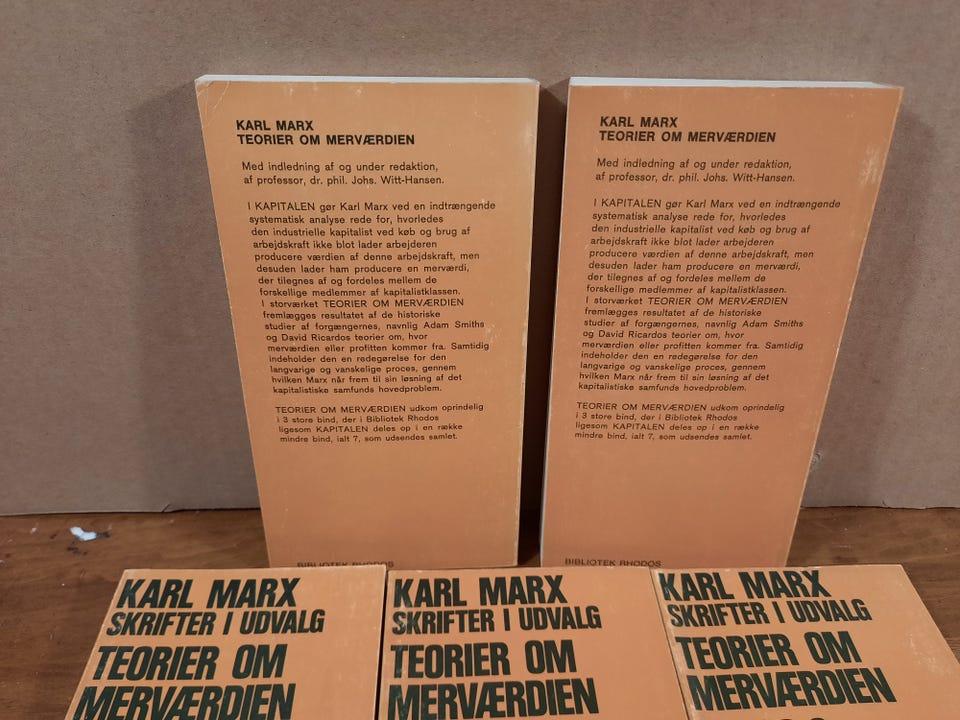 KARL MARX
TEORIER OM MERVÆRDIEN
Med indledning af og under redaktion,
af professor, dr. phil. Johs. Witt-Hansen.
I KAPITALEN gør Karl Marx ved en indtrængende
systematisk analyse rede for, hvorledes
den industrielle kapitalist ved køb og brug af
arbejdskraft ikke blot lader arbejderen
producere værdien af denne arbejdskraft, men
desuden lader ham producere en merværdi,
der tilegnes af og fordeles mellem de
forskellige medlemmer af kapitalistklassen.
I storværket TEORIER OM MERVÆRDIEN
fremlægges resultatet af de historiske
studier af forgængernes, navnlig Adam Smiths
og David Ricardos teorier om, hvor
merværdien eller profitten kommer fra. Samtidig
indeholder den en redegørelse for den
langvarige og vanskelige proces, gennem
hvilken Marx når frem til sin løsning af det
kapitalistiske samfunds hovedproblem.
TEORIER OM MERVÆRDIEN udkom oprindelig
i 3 store bind, der i Bibliotek Rhodos
ligesom KAPITALEN deles op i en række
mindre bind, ialt 7, som udsendes samlet.
BIBLIOTEK RHODOS
KARL MARX
TEORIER OM MERVÆRDIEN
Med indledning af og under redaktion,
af professor, dr. phil. Johs. Witt-Hansen.
I KAPITALEN gør Karl Marx ved en indtrængende
systematisk analyse rede for, hvorledes
den industrielle kapitalist ved køb og brug af
arbejdskraft ikke blot lader arbejderen
producere værdien af denne arbejdskraft, men
desuden lader ham producere en merværdi,
der tilegnes af og fordeles mellem de
forskellige medlemmer af kapitalistklassen.
I storværket TEORIER OM MERVÆRDIEN
fremlægges resultatet af de historiske
studier af forgængernes, navnlig Adam Smiths
og David Ricardos teorier om, hvor
merværdien eller profitten kommer fra. Samtidig
indeholder den en redegørelse for den
langvarige og vanskelige proces, gennem
hvilken Marx når frem til sin løsning af det
kapitalistiske samfunds hovedproblem.
TEORIER OM MERVÆRDIEN udkom oprindelig
i 3 store bind, der i Bibliotek Rhodos
ligesom KAPITALEN deles op i en række
mindre bind, ialt 7, som udsendes samlet.
BIBLIOTEK RHODOS
KARL MARX
SKRIFTER I UDVALG
TEORIER OM
MERVÆRDIEN
KARL MARX
SKRIFTER I UDVALG
TEORIER OM
MERVÆRDIEN
KARL MARX
SKRIFTER I UDVALG
TEORIER OM
MERVÆRDIEN